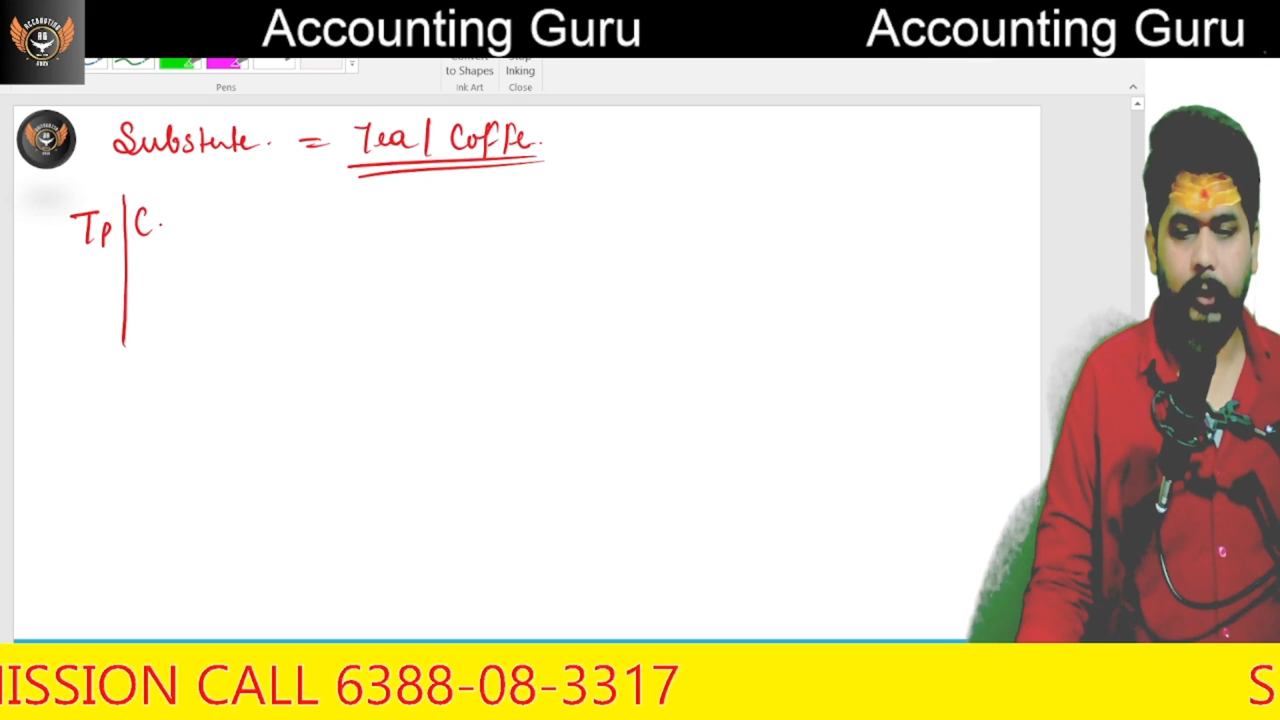 Accounting Guru Accounting Guru
to Shapes Inking
Pens Ink Art Close
Substute. = Tea/Coffe.
Tp C.
MISSION CALL 6388-08-3317 S